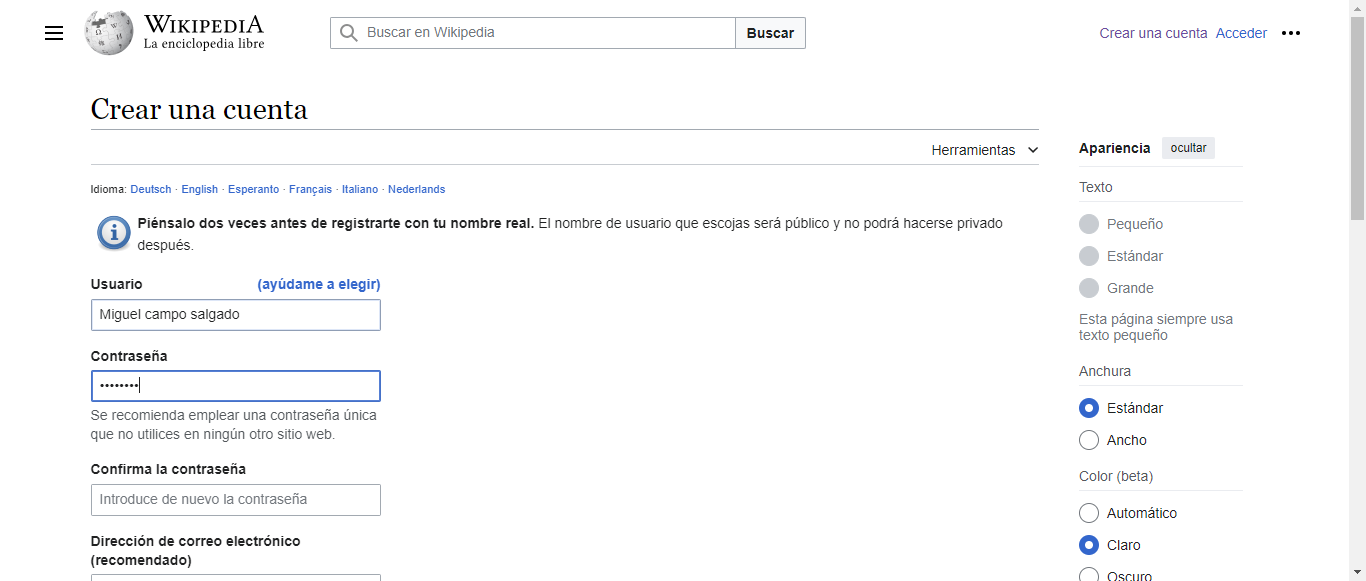 WIKIPEDIA
La enciclopedia libre
Buscar en Wikipedia
Buscar
Crear una cuenta Acceder
Crear una cuenta
Herramientas
Idioma: Deutsch · English · Esperanto · Français · Italiano · Nederlands
Piénsalo dos veces antes de registrarte con tu nombre real. El nombre de usuario que escojas será público y no podrá hacerse privado
después.
Usuario (ayúdame a elegir)
Miguel campo salgado
Contraseña
••••••••
Se recomienda emplear una contraseña única
que no utilices en ningún otro sitio web.
Confirma la contraseña
Introduce de nuevo la contraseña
Dirección de correo electrónico
(recomendado)
Apariencia ocultar
Texto
Pequeño
Estándar
Grande
Esta página siempre usa
texto pequeño
Anchura
Estándar
Ancho
Color (beta)
Automático
Claro
Oscuro